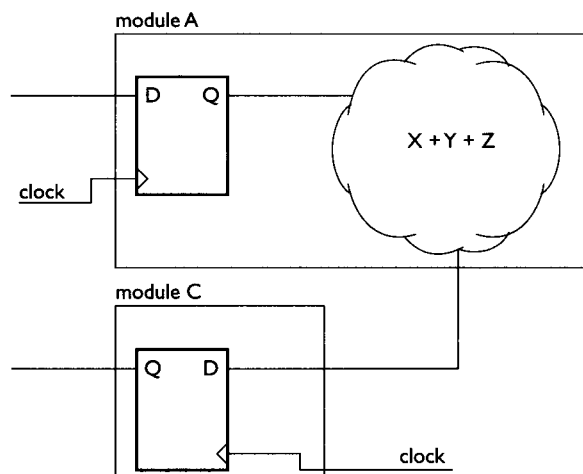 module A
D Q
X + Y + Z
clock
module C
Q D
clock